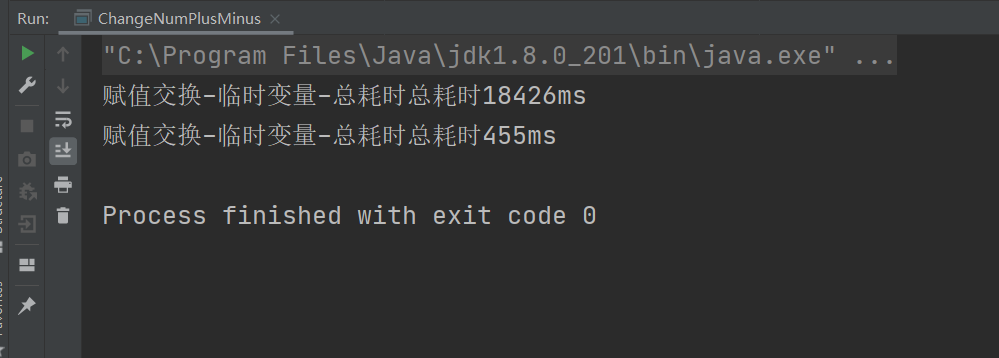 Run: ChangeNumPlusMinus
"C:\Program Files\Java\jdk1.8.0_201\bin\java.exe" ...
赋值交换-临时变量-总耗时总耗时18426ms
赋值交换-临时变量-总耗时总耗时455ms
Process finished with exit code 0
Structure
Favorites